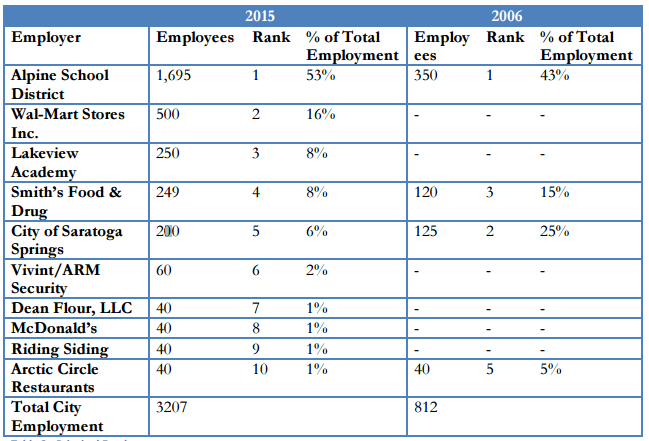 2015 2006
Employer Employees Rank % of Total Employ Rank % of Total
Employment ees Employment
Alpine School 1,695 1 53% 350 1 43%
District
Wal-Mart Stores 500 2 16% - - -
Inc.
Lakeview 250 3 8% - - -
Academy
Smith's Food & 249 4 8% 120 3 15%
Drug
City of Saratoga 200 5 6% 125 2 25%
Springs
Vivint/ARM 60 6 2% - - -
Security
Dean Flour, LLC 40 7 1% - - -
McDonald's 40 8 1% - - -
Riding Siding 40 9 1% - - -
Arctic Circle 40 10 1% 40 5 5%
Restaurants
Total City 3207 812
Employment